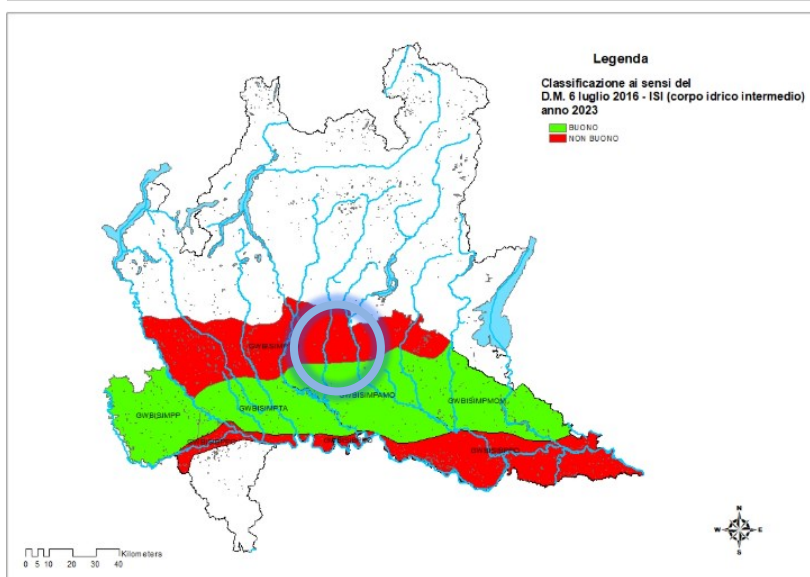 Legenda
Classificazione ai sensi del
D.M. 6 luglio 2016 - ISI (corpo idrico intermedio)
anno 2023
BUONO
NON BUONO
GWBISIMPP
GWBISIMPTA
GWBISIMPAMO
GWBISIMPMOM
N
W
E
S
Kilometers
0 5 10 20 30 40